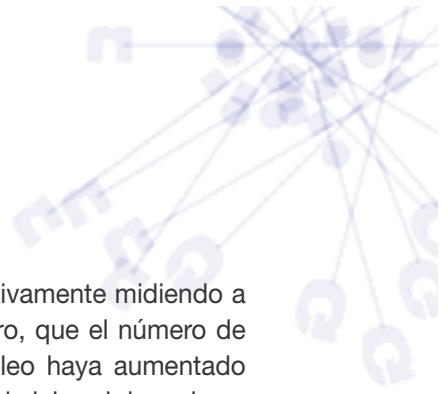 ivamente midiendo a
ro, que el número de
leo haya aumentado